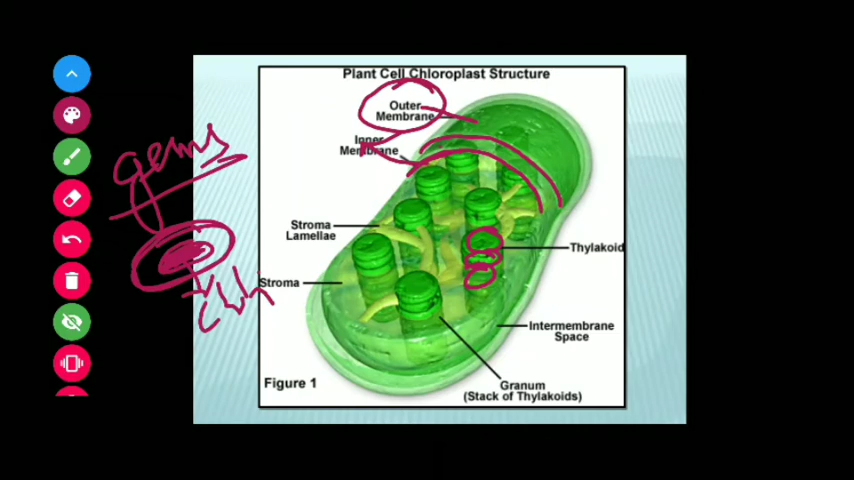 Plant Cell Chloroplast Structure
Outer
Membrane
Inner
Membrane
gems
Stroma
Lamellae
Thylakoid
Stroma
Intermembrane
Space
Figure 1
Granum
(Stack of Thylakoids)